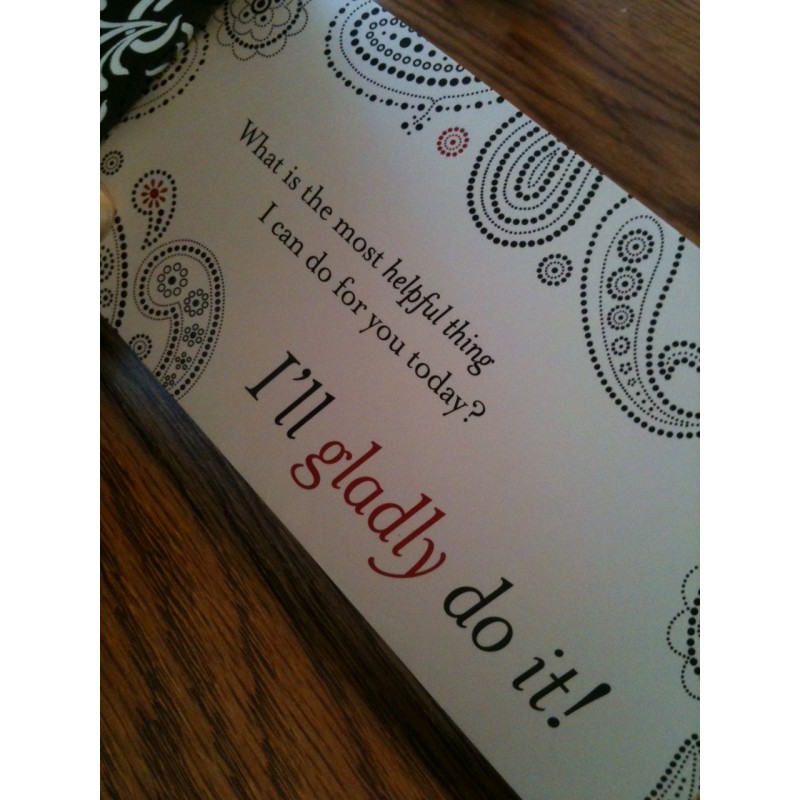 What is the most helpful thing
I can do for you today?
I'll gladly do it!